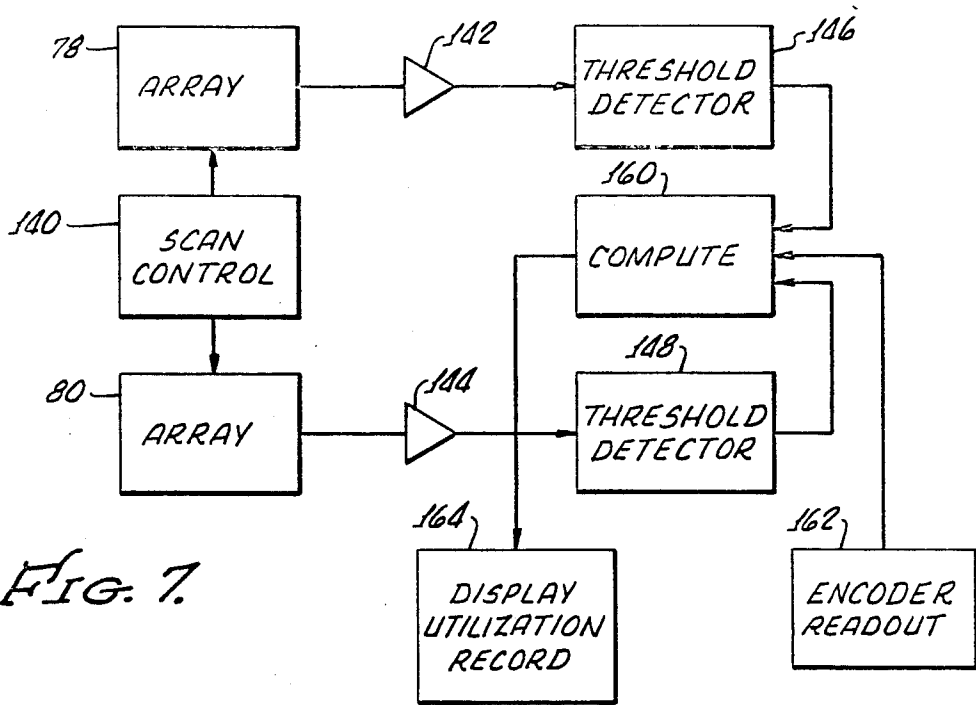 78
ARRAY
142
THRESHOLD
DETECTOR
146
140
SCAN
CONTROL
160
COMPUTE
80
ARRAY
144
148
THRESHOLD
DETECTOR
164
DISPLAY
UTILIZATION
RECORD
162
ENCODER
READOUT
FIG. 7.